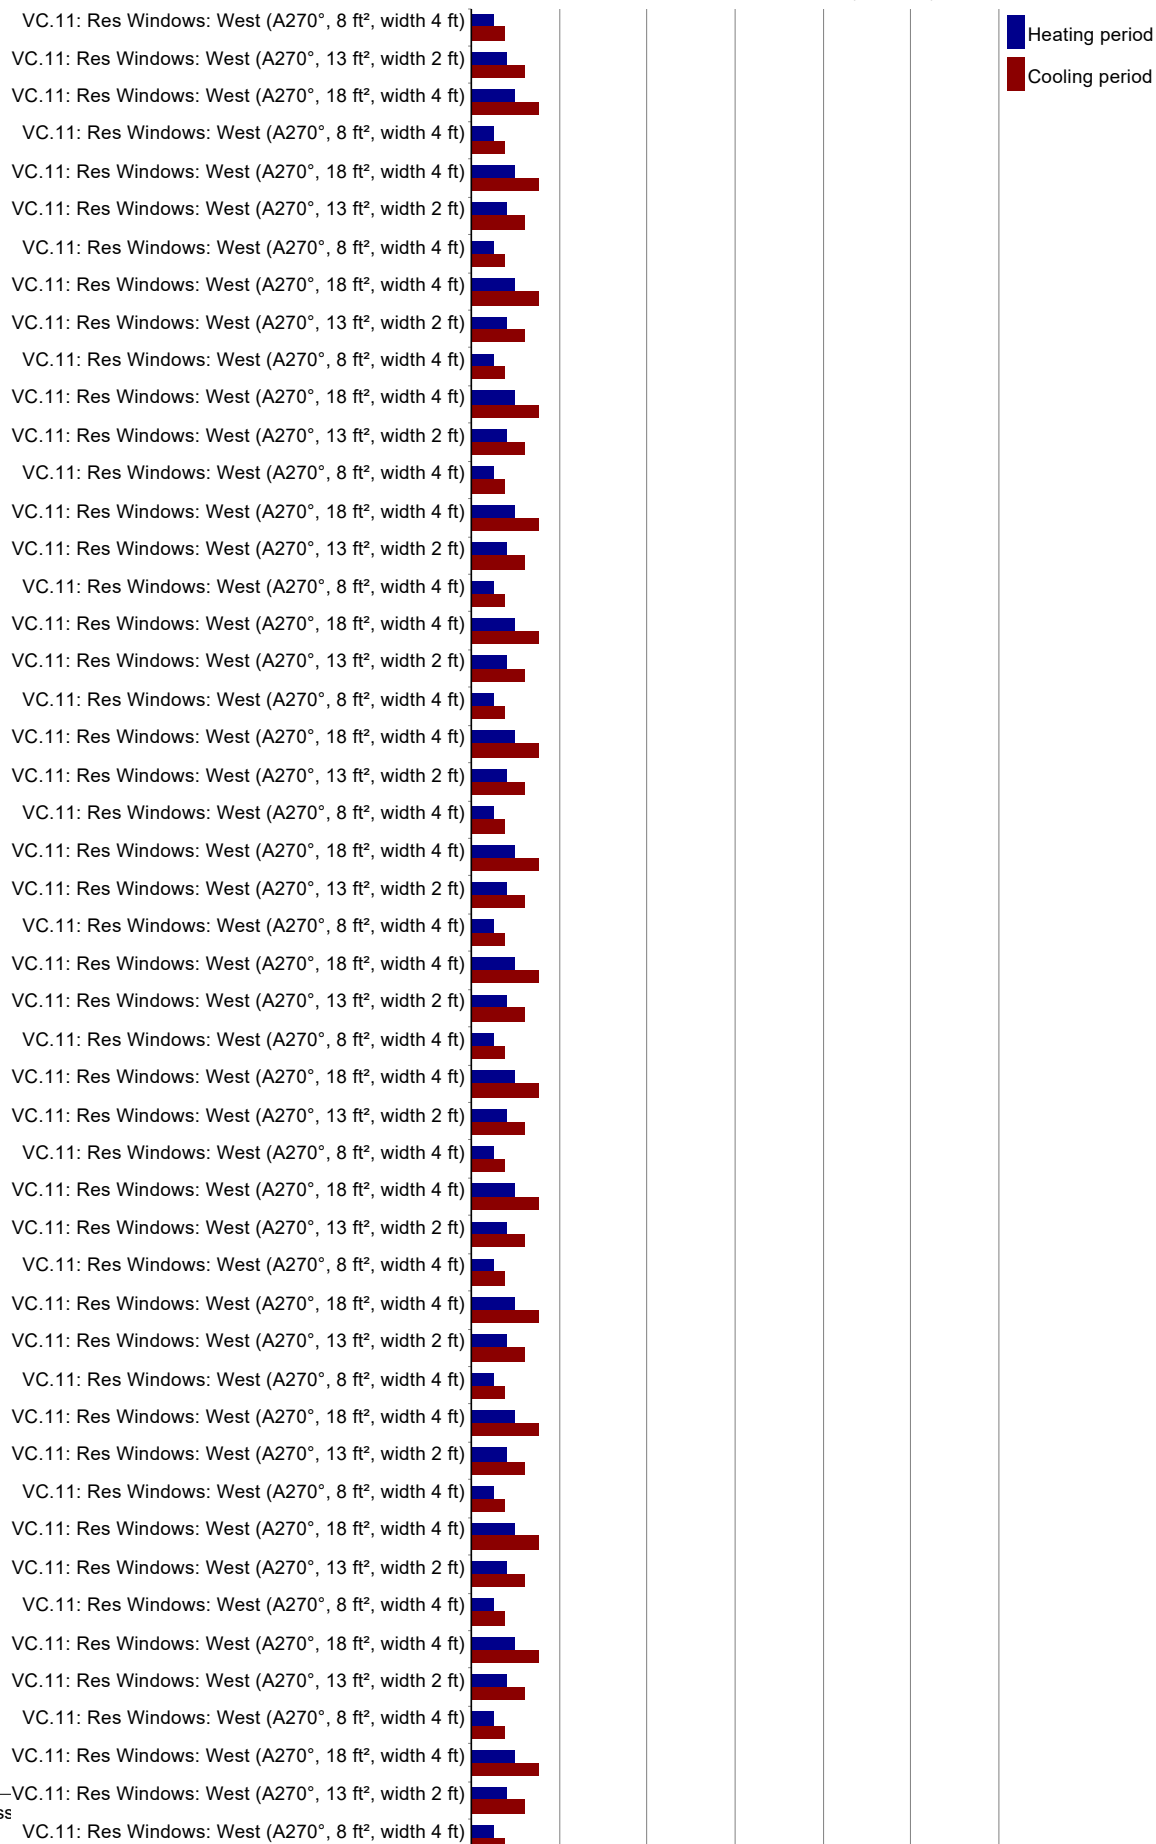 VC.11: Res Windows: West (A270°, 8 ft², width 4 ft)
Heating period
VC.11: Res Windows: West (A270°, 13 ft², width 2 ft)
Cooling period
VC.11: Res Windows: West (A270°, 18 ft², width 4 ft)
VC.11: Res Windows: West (A270°, 8 ft², width 4 ft)
VC.11: Res Windows: West (A270°, 18 ft², width 4 ft)
VC.11: Res Windows: West (A270°, 13 ft², width 2 ft)
VC.11: Res Windows: West (A270°, 8 ft², width 4 ft)
VC.11: Res Windows: West (A270°, 18 ft², width 4 ft)
VC.11: Res Windows: West (A270°, 13 ft², width 2 ft)
VC.11: Res Windows: West (A270°, 8 ft², width 4 ft)
VC.11: Res Windows: West (A270°, 18 ft², width 4 ft)
VC.11: Res Windows: West (A270°, 13 ft², width 2 ft)
VC.11: Res Windows: West (A270°, 8 ft², width 4 ft)
VC.11: Res Windows: West (A270°, 18 ft², width 4 ft)
VC.11: Res Windows: West (A270°, 13 ft², width 2 ft)
VC.11: Res Windows: West (A270°, 8 ft², width 4 ft)
VC.11: Res Windows: West (A270°, 18 ft², width 4 ft)
VC.11: Res Windows: West (A270°, 13 ft², width 2 ft)
VC.11: Res Windows: West (A270°, 8 ft², width 4 ft)
VC.11: Res Windows: West (A270°, 18 ft², width 4 ft)
VC.11: Res Windows: West (A270°, 13 ft², width 2 ft)
VC.11: Res Windows: West (A270°, 8 ft², width 4 ft)
VC.11: Res Windows: West (A270°, 18 ft², width 4 ft)
VC.11: Res Windows: West (A270°, 13 ft², width 2 ft)
VC.11: Res Windows: West (A270°, 8 ft², width 4 ft)
VC.11: Res Windows: West (A270°, 18 ft², width 4 ft)
VC.11: Res Windows: West (A270°, 13 ft², width 2 ft)
VC.11: Res Windows: West (A270°, 8 ft², width 4 ft)
VC.11: Res Windows: West (A270°, 18 ft², width 4 ft)
VC.11: Res Windows: West (A270°, 13 ft², width 2 ft)
VC.11: Res Windows: West (A270°, 8 ft², width 4 ft)
VC.11: Res Windows: West (A270°, 18 ft², width 4 ft)
VC.11: Res Windows: West (A270°, 13 ft², width 2 ft)
VC.11: Res Windows: West (A270°, 8 ft², width 4 ft)
VC.11: Res Windows: West (A270°, 18 ft², width 4 ft)
VC.11: Res Windows: West (A270°, 13 ft², width 2 ft)
VC.11: Res Windows: West (A270°, 8 ft², width 4 ft)
VC.11: Res Windows: West (A270°, 18 ft², width 4 ft)
VC.11: Res Windows: West (A270°, 13 ft², width 2 ft)
VC.11: Res Windows: West (A270°, 8 ft², width 4 ft)
VC.11: Res Windows: West (A270°, 18 ft², width 4 ft)
VC.11: Res Windows: West (A270°, 13 ft², width 2 ft)
VC.11: Res Windows: West (A270°, 8 ft², width 4 ft)
VC.11: Res Windows: West (A270°, 18 ft², width 4 ft)
VC.11: Res Windows: West (A270°, 13 ft², width 2 ft)
VC.11: Res Windows: West (A270°, 8 ft², width 4 ft)
VC.11: Res Windows: West (A270°, 18 ft², width 4 ft)
VC.11: Res Windows: West (A270°, 13 ft², width 2 ft)
VC.11: Res Windows: West (A270°, 8 ft², width 4 ft)